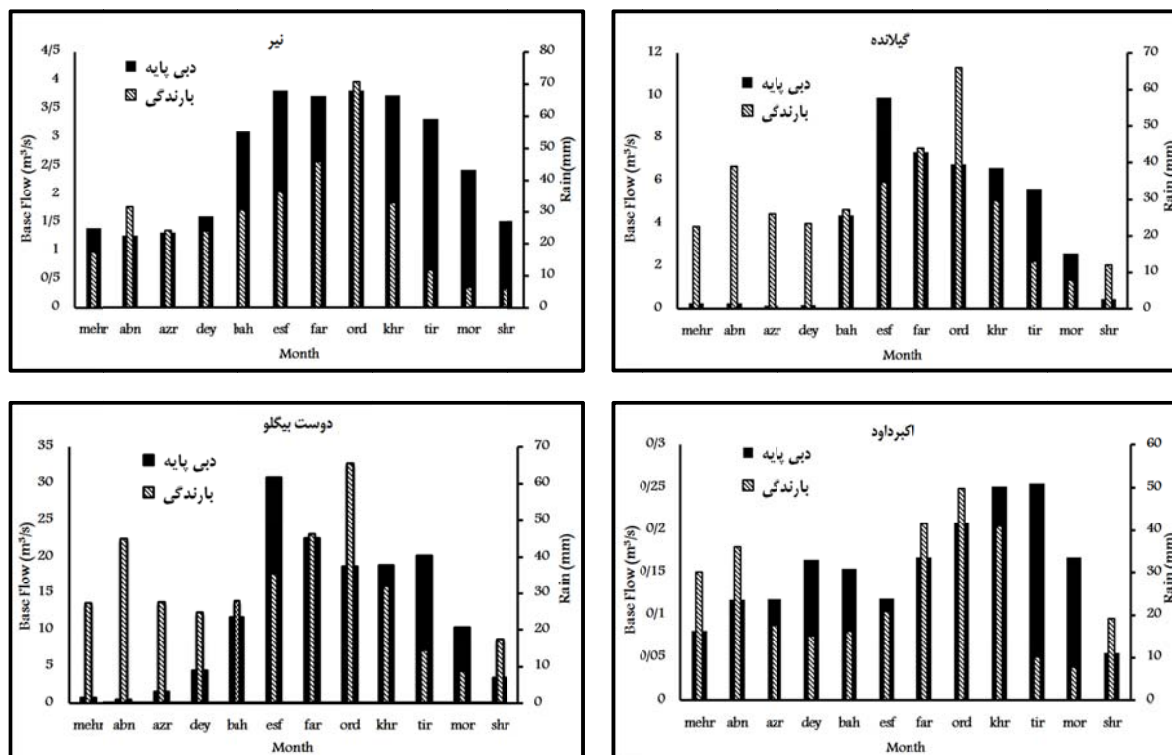 نیر
4/5
4
3/5
3
2/5
2
1/5
1
0/5
0
Base Flow (m³/s)
دبی پایه
بارندگی
80
70
60
50
40
30
20
10
0
Rain(mm)
mehr abn azr dey bah esf far ord khr tir mor shr
Month
گیلانده
12
10
8
6
4
2
0
Base Flow (m³/s)
دبی پایه
بارندگی
70
60
50
40
30
20
10
0
Rain (mm)
mehr abn azr dey bah esf far ord khr tir mor shr
Month
دوست بیگلو
35
30
25
20
15
10
5
0
Base Flow (m³/s)
دبی پایه
بارندگی
70
60
50
40
30
20
10
0
Rain (mm)
mehr abn azr dey bah esf far ord khr tir mor shr
Month
اکبرداود
0/3
0/25
0/2
0/15
0/1
0/05
0
Base Flow (m³/s)
دبی پایه
بارندگی
60
50
40
30
20
10
0
Rain (mm)
mehr abn azr dey bah esf far ord khr tir mor shr
Month